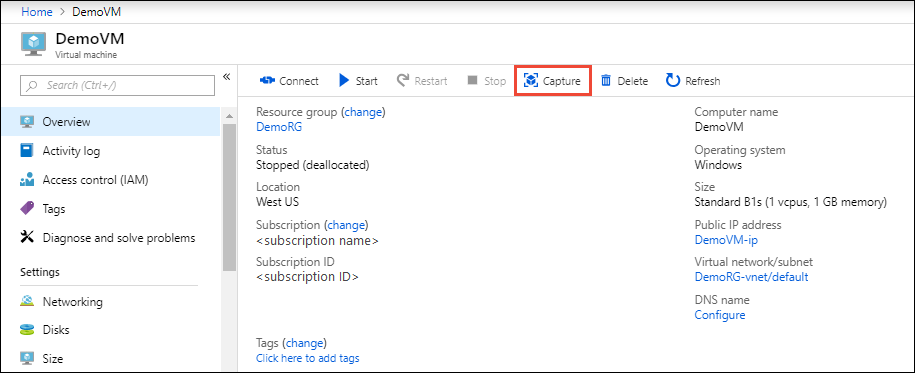 Home > DemoVM
DemoVM
Virtual machine
Search (Ctrl+/)
«
Overview
Activity log
Access control (IAM)
Tags
Diagnose and solve problems
Settings
Networking
Disks
Size
Connect Start Restart Stop Capture Delete Refresh
Resource group (change)
DemoRG
Status
Stopped (deallocated)
Location
West US
Subscription (change)
<subscription name>
Subscription ID
<subscription ID>
Tags (change)
Click here to add tags
Computer name
DemoVM
Operating system
Windows
Size
Standard B1s (1 vcpus, 1 GB memory)
Public IP address
DemoVM-ip
Virtual network/subnet
DemoRG-vnet/default
DNS name
Configure